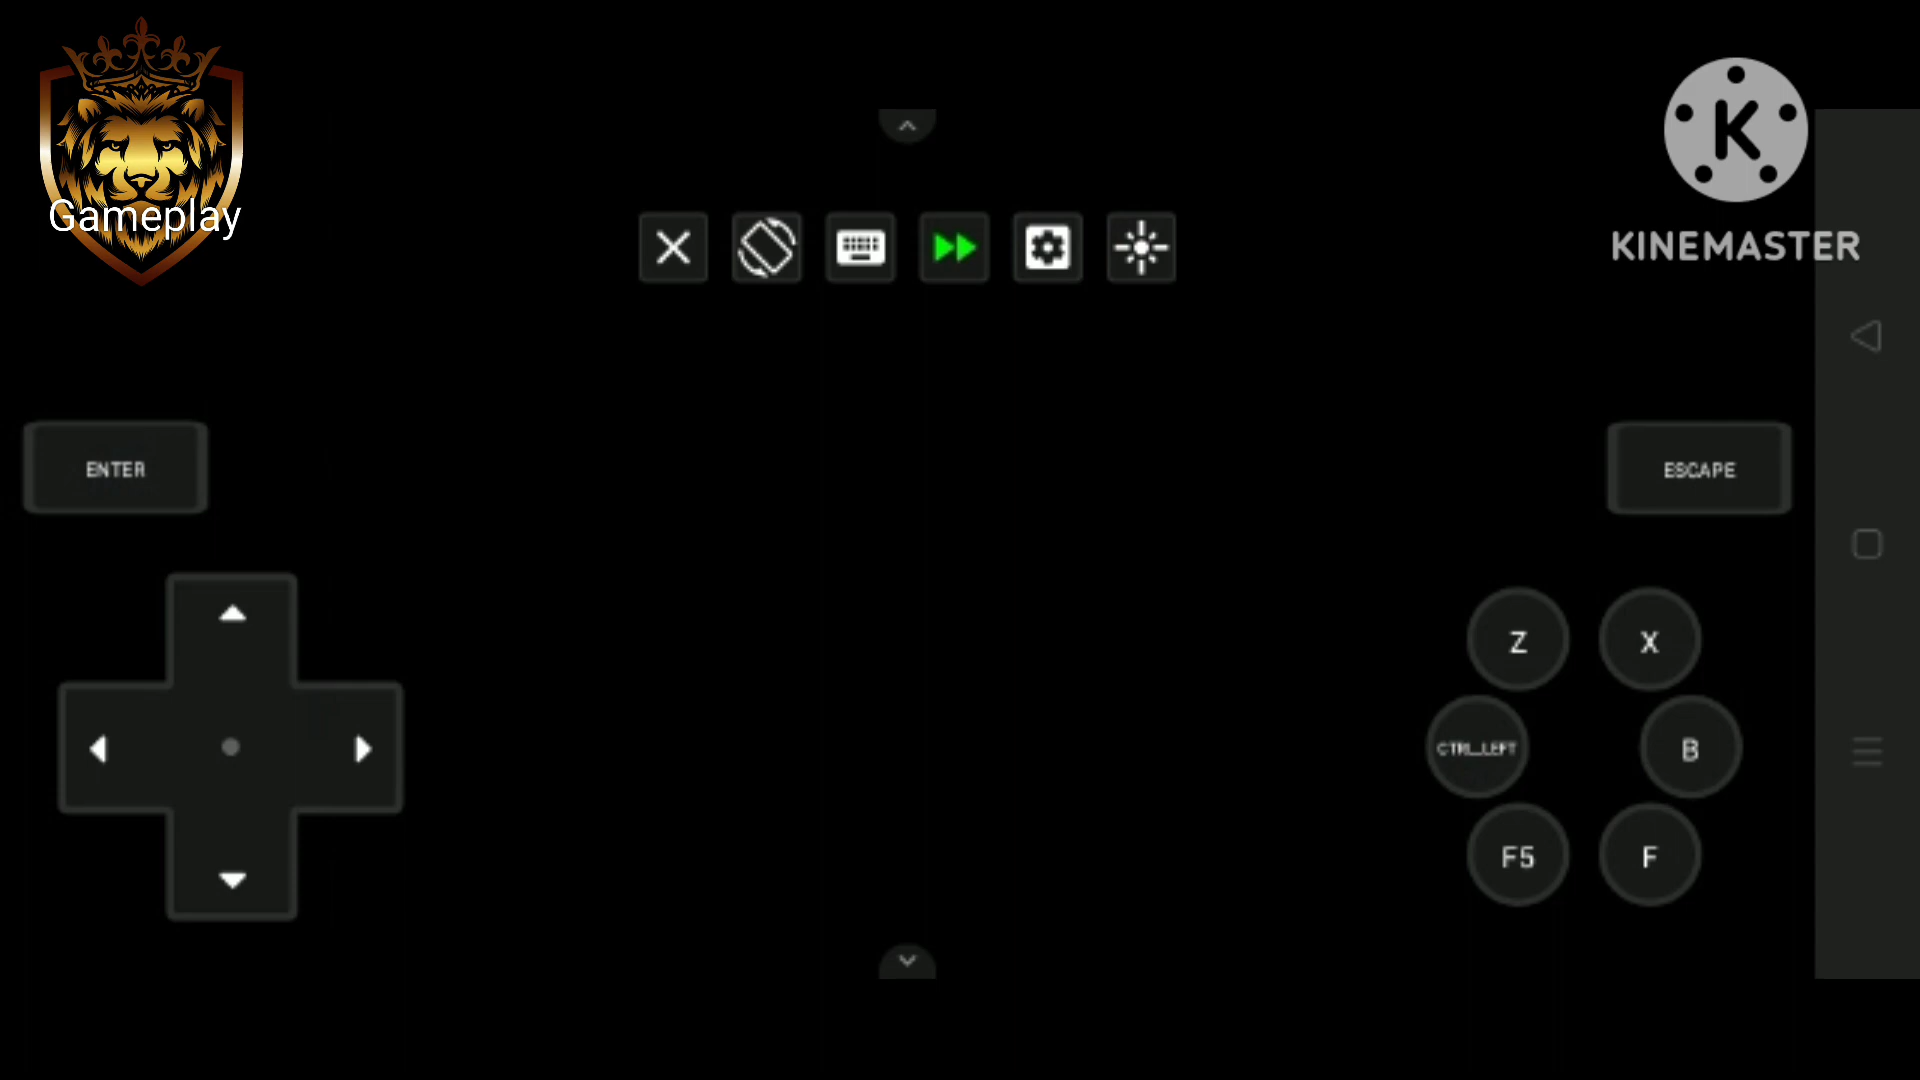 Gameplay
K
KINEMASTER
ENTER
ESCAPE
Z
X
CTRL_LEFT
B
F5
F